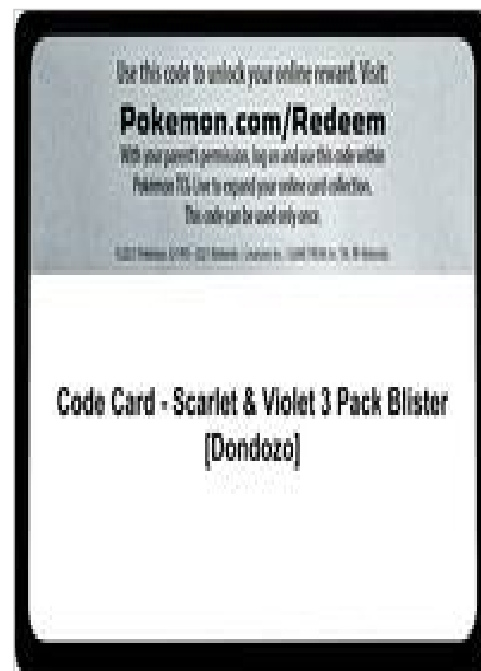 Use this code to unlock your online reward. Visit
Pokemon.com/Redeem
With your parent's permission, log on and use this code within
Pokémon TCG Live to expand your online card collection.
This code can be used only once.
Code Card - Scarlet & Violet 3 Pack Blister
[Dondozo]